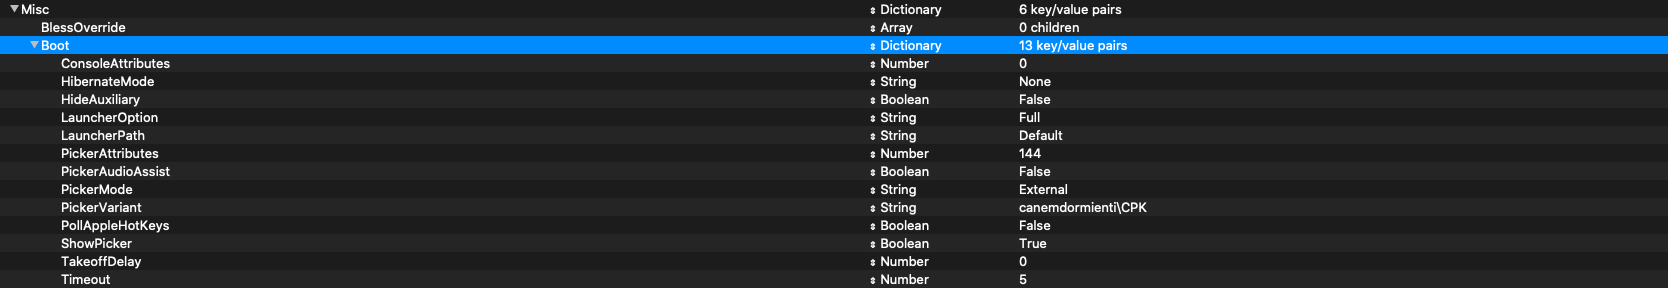 Misc Dictionary 6 key/value pairs
BlessOverride Array 0 children
Boot Dictionary 13 key/value pairs
ConsoleAttributes Number 0
HibernateMode String None
HideAuxiliary Boolean False
LauncherOption String Full
LauncherPath String Default
PickerAttributes Number 144
PickerAudioAssist Boolean False
PickerMode String External
PickerVariant String canemdormienti\CPK
PollAppleHotKeys Boolean False
ShowPicker Boolean True
TakeoffDelay Number 0
Timeout Number 5